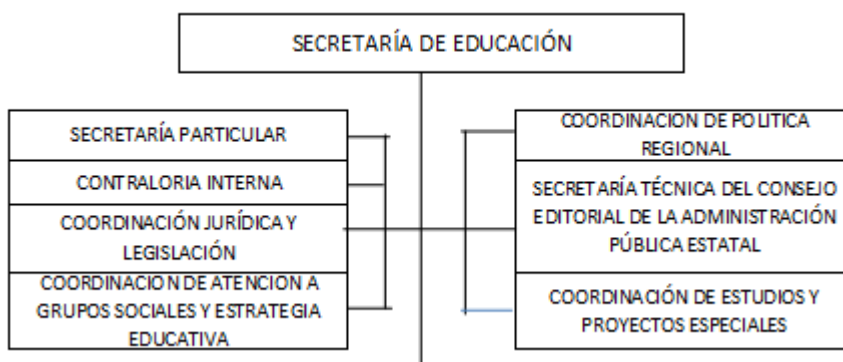 SECRETARÍA DE EDUCACIÓN
SECRETARÍA PARTICULAR
CONTRALORIA INTERNA
COORDINACIÓN JURÍDICA Y
LEGISLACIÓN
COORDINACION DE ATENCION A
GRUPOS SOCIALES Y ESTRATEGIA
EDUCATIVA
COORDINACION DE POLITICA
REGIONAL
SECRETARÍA TÉCNICA DEL CONSEJO
EDITORIAL DE LA ADMINISTRACIÓN
PÚBLICA ESTATAL
COORDINACIÓN DE ESTUDIOS Y
PROYECTOS ESPECIALES